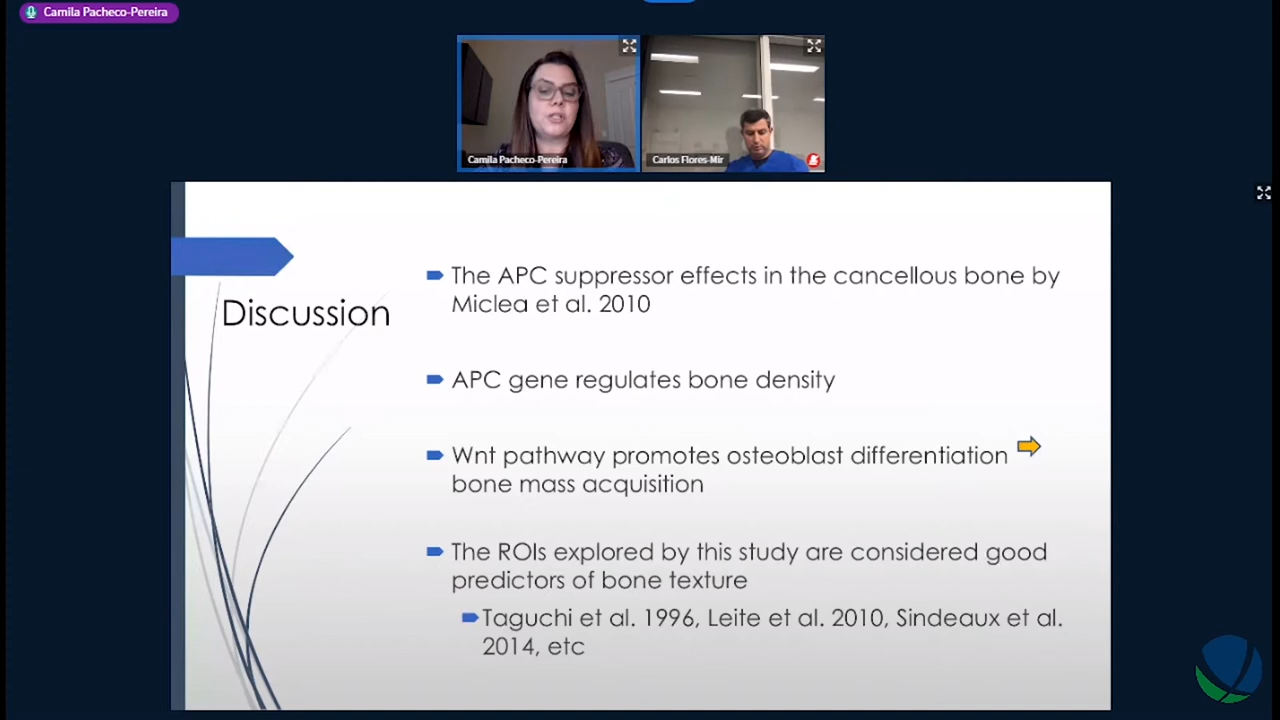 Camila Pacheco-Pereira
Camila Pacheco-Pereira
Carlos Flores-Mir
Discussion
The APC suppressor effects in the cancellous bone by
Miclea et al. 2010
APC gene regulates bone density
Wnt pathway promotes osteoblast differentiation
bone mass acquisition
The ROIs explored by this study are considered good
predictors of bone texture
Taguchi et al. 1996, Leite et al. 2010, Sindeaux et al.
2014, etc